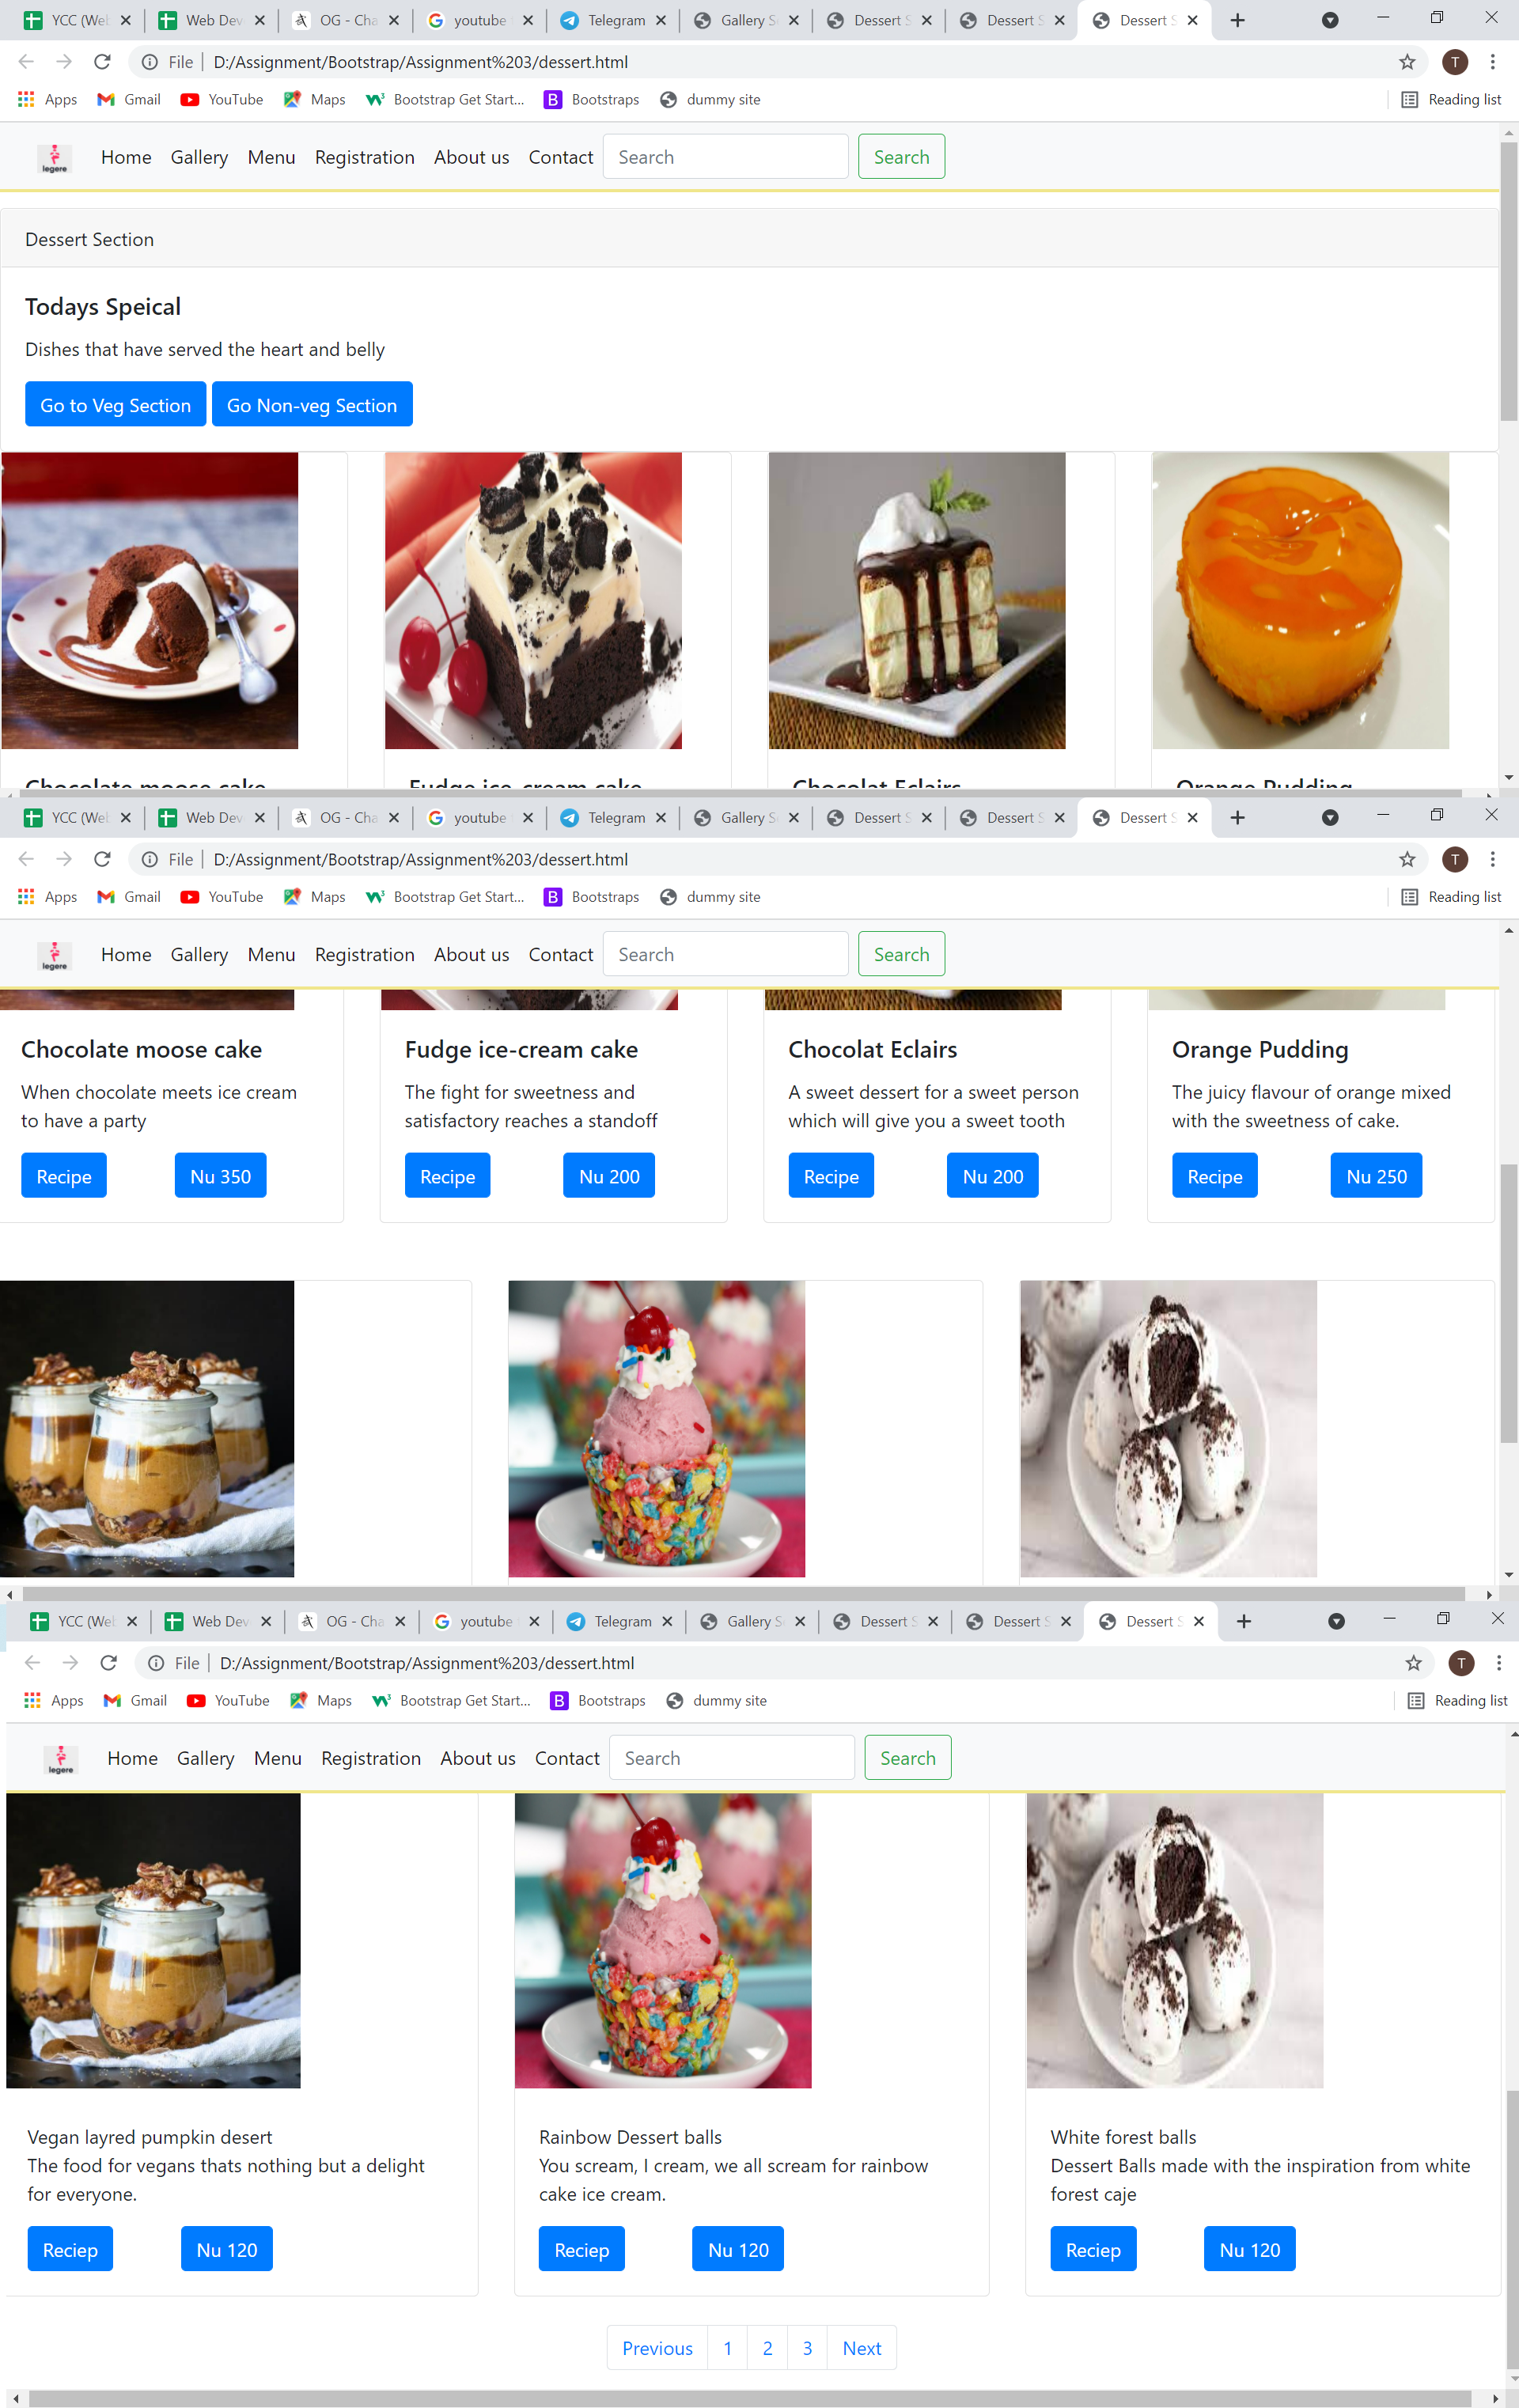 YCC (Web Dev OG - Cha youtube Telegram Gallery S Dessert S Dessert S Dessert S
File D:/Assignment/Bootstrap/Assignment%203/dessert.html
T
Apps Gmail YouTube Maps Bootstrap Get Start... Bootstraps dummy site Reading list
legere Home Gallery Menu Registration About us Contact Search Search
Dessert Section
Todays Speical
Dishes that have served the heart and belly
Go to Veg Section Go Non-veg Section
Chocolate moose cake Fudge ice-cream cake Chocolat Eclairs Orange Pudding
YCC (Web Dev OG - Cha youtube Telegram Gallery S Dessert S Dessert S Dessert S
File D:/Assignment/Bootstrap/Assignment%203/dessert.html
T
Apps Gmail YouTube Maps Bootstrap Get Start... Bootstraps dummy site Reading list
legere Home Gallery Menu Registration About us Contact Search Search
Chocolate moose cake
When chocolate meets ice cream
to have a party
Recipe Nu 350
Fudge ice-cream cake
The fight for sweetness and
satisfactory reaches a standoff
Recipe Nu 200
Chocolat Eclairs
A sweet dessert for a sweet person
which will give you a sweet tooth
Recipe Nu 200
Orange Pudding
The juicy flavour of orange mixed
with the sweetness of cake.
Recipe Nu 250
YCC (Web Dev OG - Cha youtube Telegram Gallery S Dessert S Dessert S Dessert S
File D:/Assignment/Bootstrap/Assignment%203/dessert.html
T
Apps Gmail YouTube Maps Bootstrap Get Start... Bootstraps dummy site Reading list
legere Home Gallery Menu Registration About us Contact Search Search
Vegan layred pumpkin desert
The food for vegans thats nothing but a delight
for everyone.
Reciep Nu 120
Rainbow Dessert balls
You scream, I cream, we all scream for rainbow
cake ice cream.
Reciep Nu 120
White forest balls
Dessert Balls made with the inspiration from white
forest caje
Reciep Nu 120
Previous 1 2 3 Next